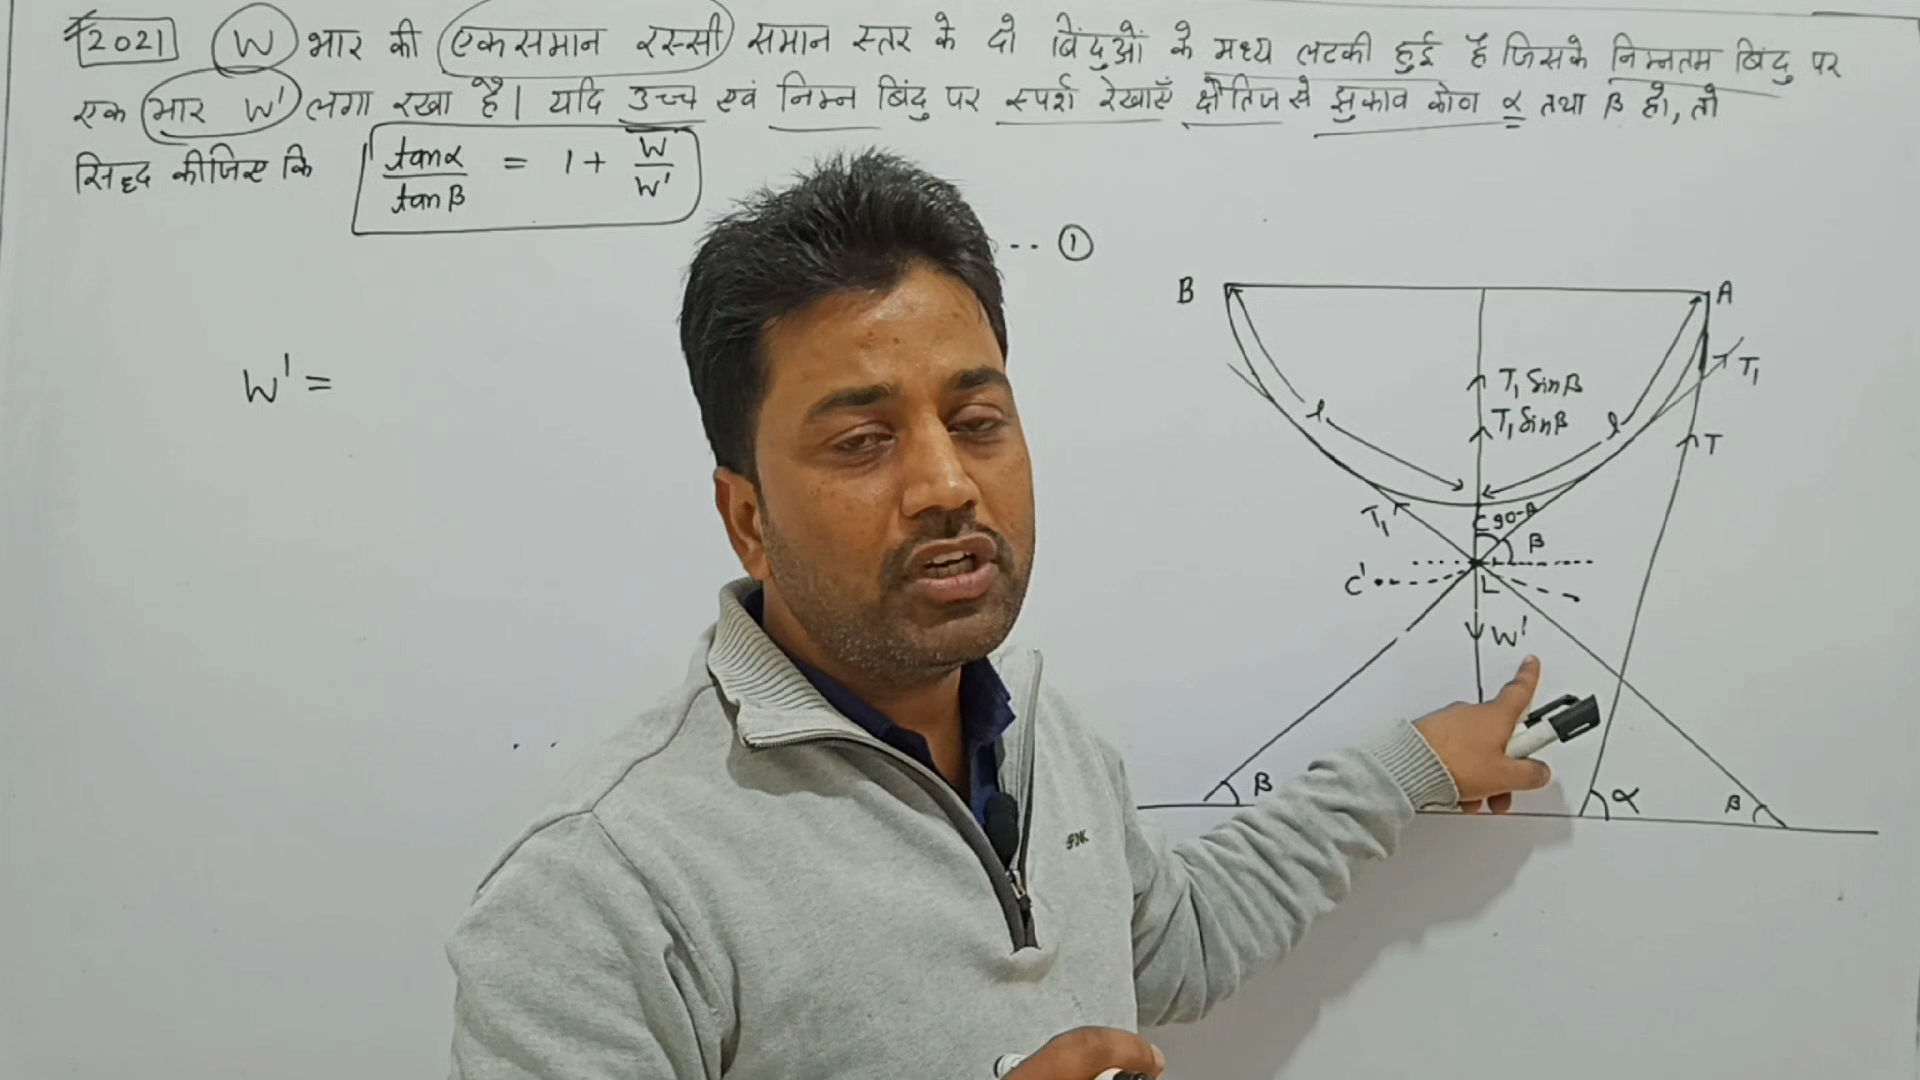 *2021 W भार की एकसमान रस्सी समान स्तर के दो बिंदुओं के मध्य लटकी हुई है जिसके निम्नतम बिंदु पर
एक भार W' लगा रखा है। यदि उच्च एवं निम्न बिंदु पर स्पर्श रेखाएँ क्षैतिज से झुकाव कोण α तथा β हो, तो
सिद्ध कीजिए कि tanα / tanβ = 1 + W / W'
-- ①
W' =
B A
T₁ sinβ T₁
T₁ sinβ
l l T
T₁ C 90-β
β
C' L
W'
β α β